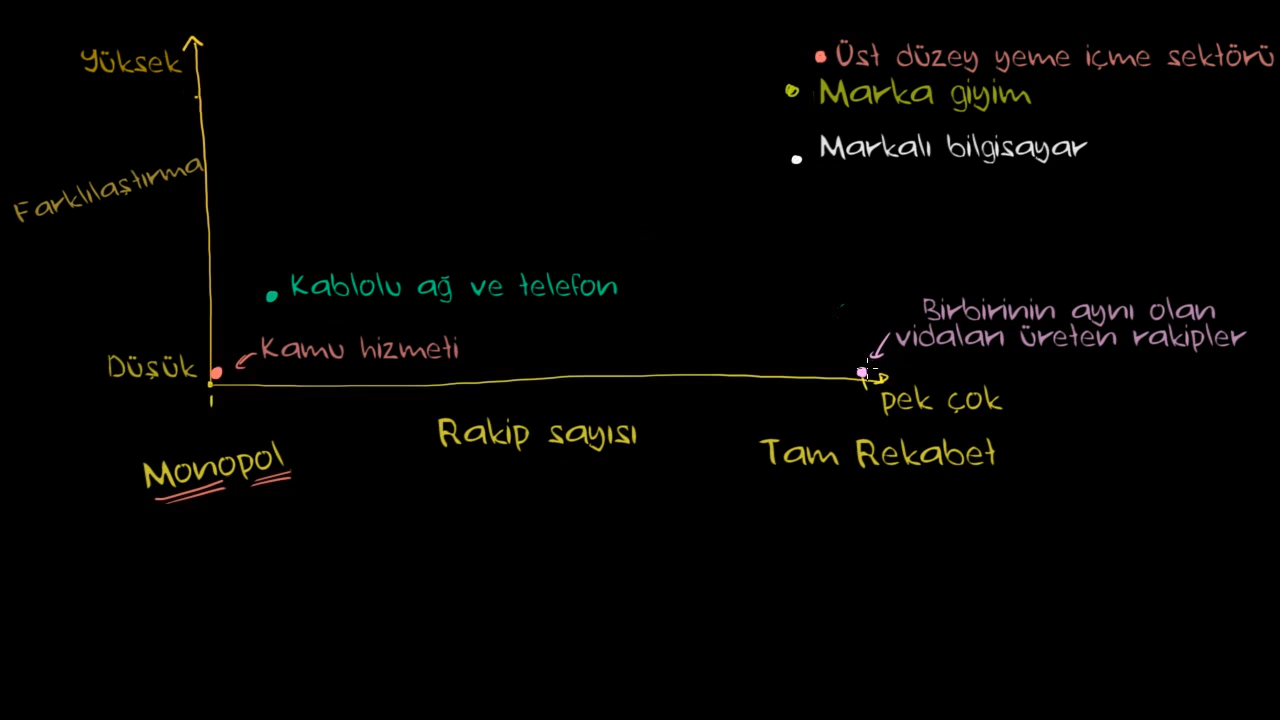 Yüksek
Üst düzey yeme içme sektörü
Marka giyim
Markalı bilgisayar
Farklılaştırma
Kablolu ağ ve telefon
Birbirinin aynı olan
vidaları üreten rakipler
Kamu hizmeti
Düşük
1
pek çok
Rakip sayısı
Tam Rekabet
Monopol